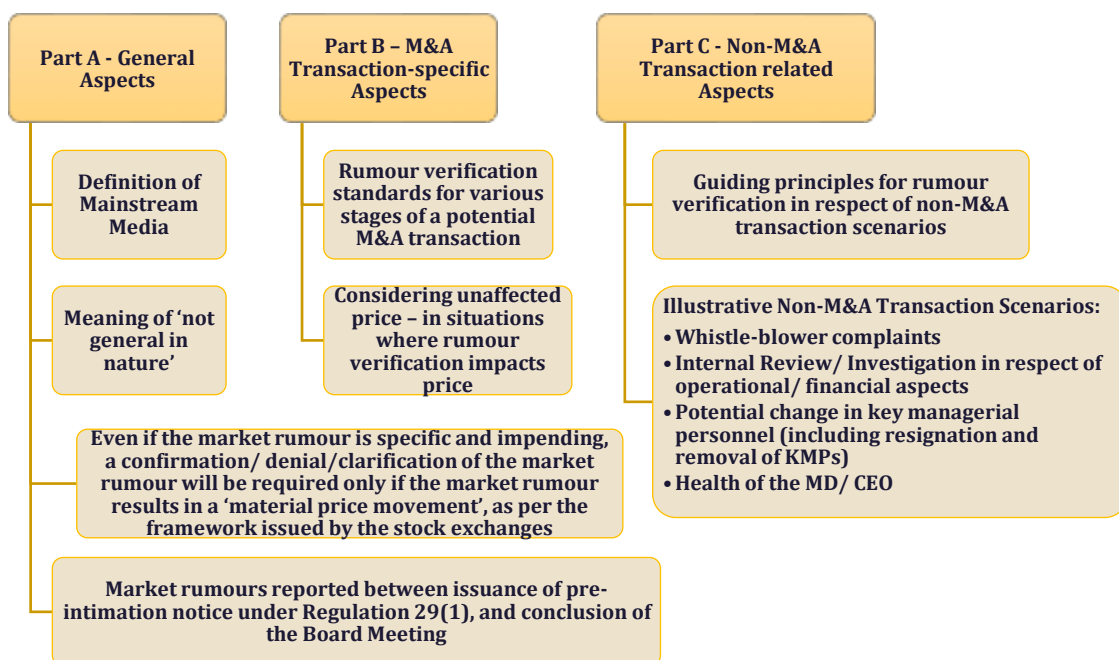 Part A - General
Aspects
Part B – M&A
Transaction-specific
Aspects
Part C - Non-M&A
Transaction related
Aspects
Definition of
Mainstream
Media
Rumour verification
standards for various
stages of a potential
M&A transaction
Guiding principles for rumour
verification in respect of non-M&A
transaction scenarios
Meaning of ‘not
general in
nature’
Considering unaffected
price – in situations
where rumour
verification impacts
price
Illustrative Non-M&A Transaction Scenarios:
• Whistle-blower complaints
• Internal Review/ Investigation in respect of
operational/ financial aspects
• Potential change in key managerial
personnel (including resignation and
removal of KMPs)
• Health of the MD/ CEO
Even if the market rumour is specific and impending,
a confirmation/ denial/clarification of the market
rumour will be required only if the market rumour
results in a ‘material price movement’, as per the
framework issued by the stock exchanges
Market rumours reported between issuance of pre-
intimation notice under Regulation 29(1), and conclusion of
the Board Meeting